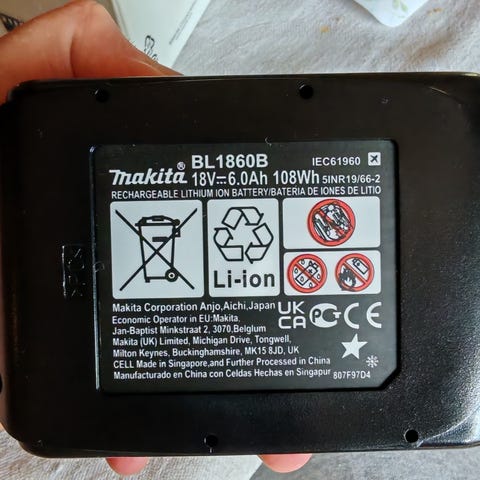 makita® BL1860B IEC61960
18V⎓6.0Ah 108Wh 5INR19/66-2
RECHARGEABLE LITHIUM ION BATTERY/BATERIA DE IONES DE LITIO
Li-ion
Makita Corporation Anjo,Aichi,Japan
Economic Operator in EU:Makita,
Jan-Baptist Minkstraat 2, 3070,Belgium
Makita (UK) Limited, Michigan Drive, Tongwell,
Milton Keynes, Buckinghamshire, MK15 8JD, UK
CELL Made in Singapore,and Further Processed in China
Manufacturado en China con Celdas Hechas en Singapur
UK
CA
CE
807F97D4